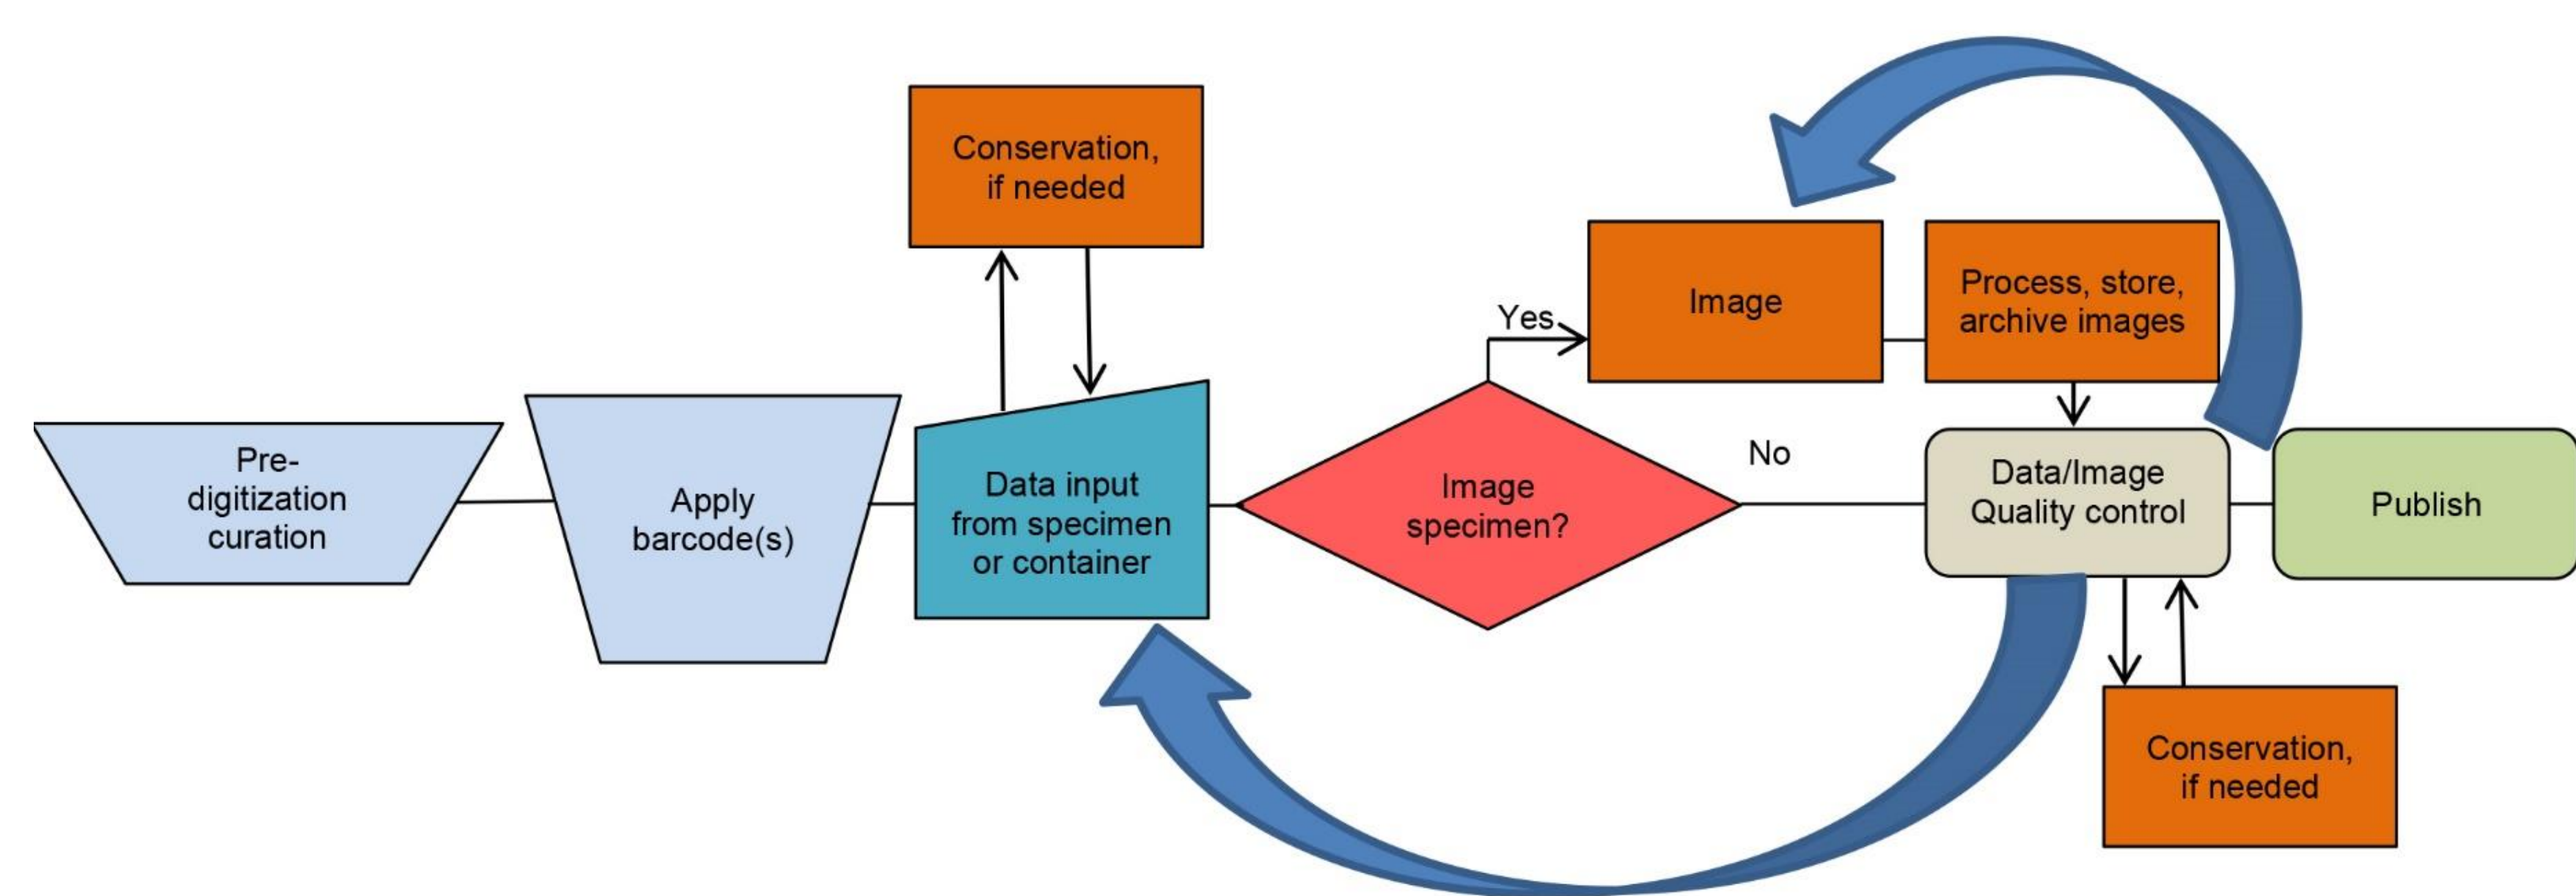 Pre-
digitization
curation
Apply
barcode(s)
Conservation,
if needed
Data input
from specimen
or container
Image
specimen?
Yes
No
Image
Process, store,
archive images
Data/Image
Quality control
Conservation,
if needed
Publish